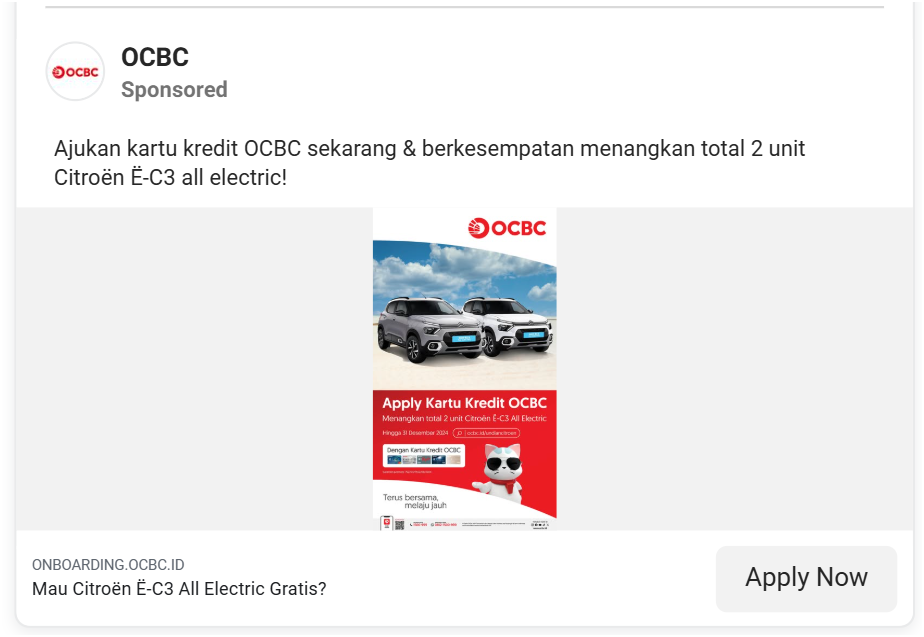 OCBC
OCBC
Sponsored
Ajukan kartu kredit OCBC sekarang & berkesempatan menangkan total 2 unit
Citroën Ë-C3 all electric!
OCBC
Apply Kartu Kredit OCBC
Menangkan total 2 unit Citroën Ë-C3 All Electric
Hingga 31 Desember 2024
Dengan Kartu Kredit OCBC
Terus bersama,
melaju jauh
ONBOARDING.OCBC.ID
Mau Citroën Ë-C3 All Electric Gratis?
Apply Now